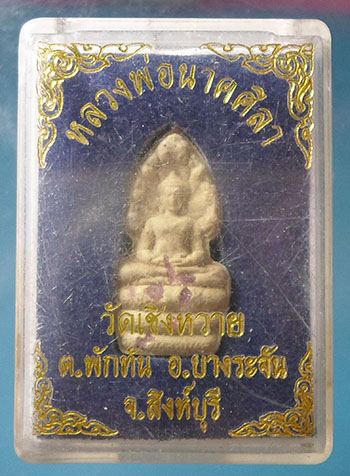 หลวงพ่อนาคศิลา
วัดเชิงหวาย
ต.พักทัน อ.บางระจัน
จ.สิงห์บุรี